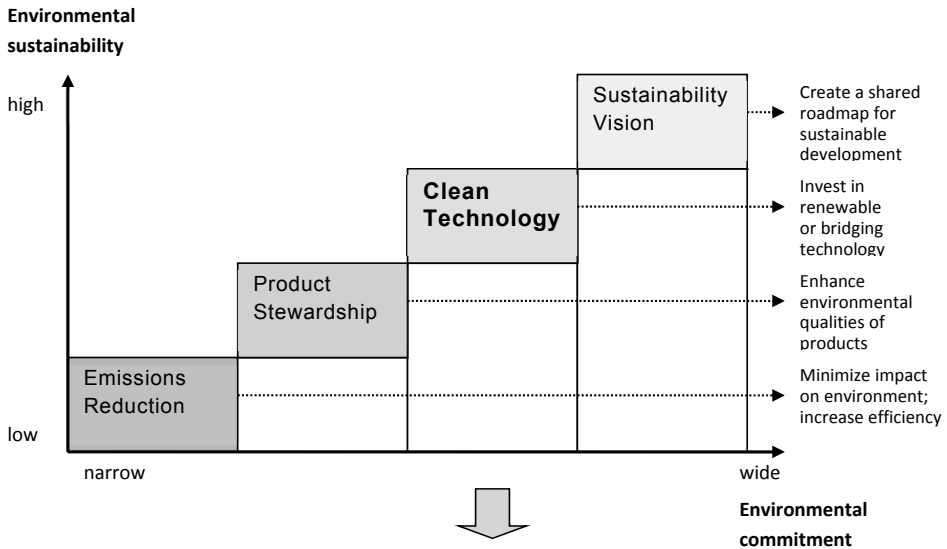 Environmental
sustainability
high
Sustainability
Vision
Create a shared
roadmap for
sustainable
development
Clean
Technology
Invest in
renewable
or bridging
technology
Product
Stewardship
Enhance
environmental
qualities of
products
Emissions
Reduction
Minimize impact
on environment;
increase efficiency
low
narrow
wide
Environmental
commitment